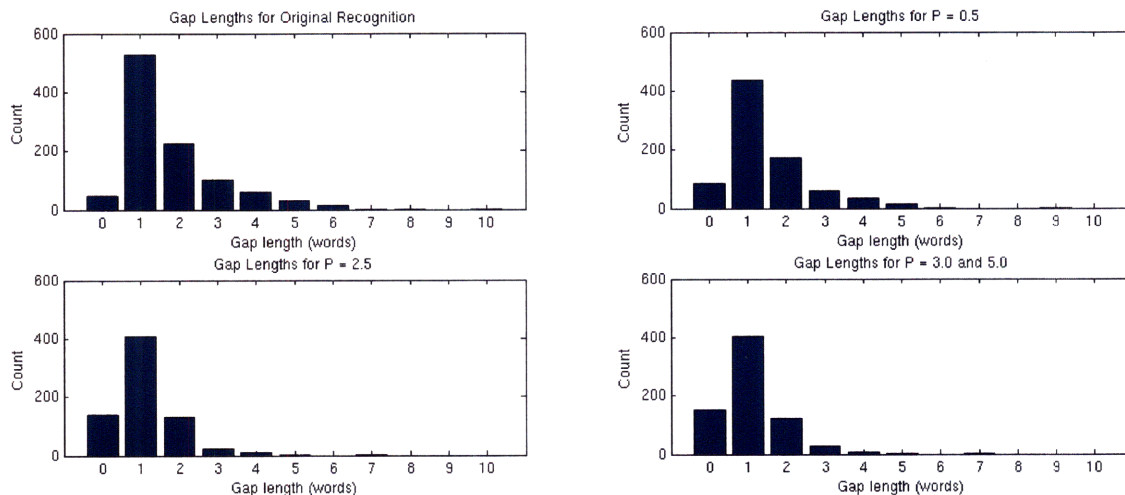 Gap Lengths for Original Recognition
600
400
200
0
Count
0 1 2 3 4 5 6 7 8 9 10
Gap length (words)
Gap Lengths for P = 0.5
600
400
200
0
Count
0 1 2 3 4 5 6 7 8 9 10
Gap length (words)
Gap Lengths for P = 2.5
600
400
200
0
Count
0 1 2 3 4 5 6 7 8 9 10
Gap length (words)
Gap Lengths for P = 3.0 and 5.0
600
400
200
0
Count
0 1 2 3 4 5 6 7 8 9 10
Gap length (words)